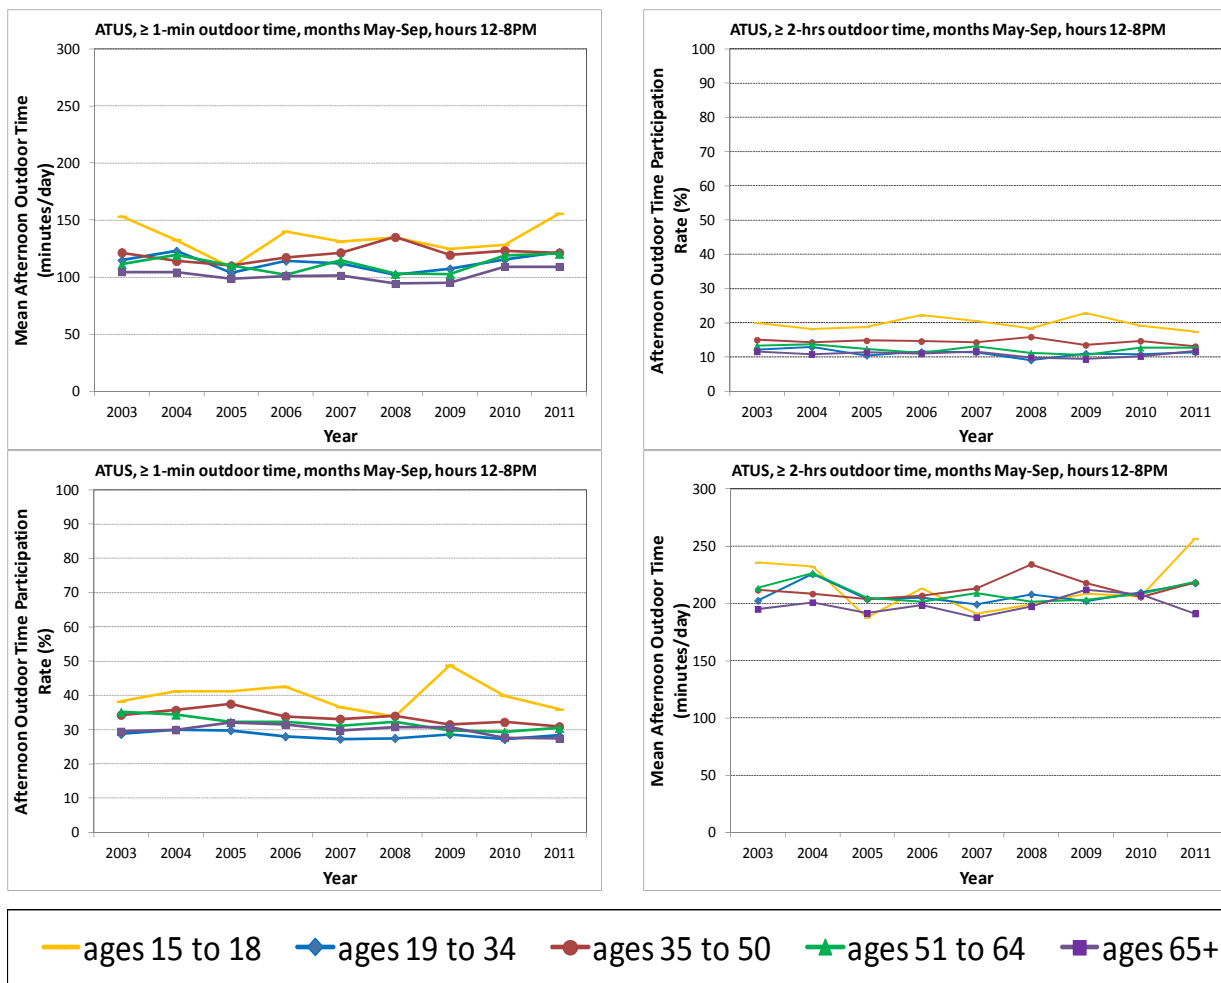 ATUS, ≥ 1-min outdoor time, months May-Sep, hours 12-8PM
Mean Afternoon Outdoor Time
(minutes/day)
300
250
200
150
100
50
0
2003 2004 2005 2006 2007 2008 2009 2010 2011
Year
ATUS, ≥ 2-hrs outdoor time, months May-Sep, hours 12-8PM
Afternoon Outdoor Time Participation
Rate (%)
100
90
80
70
60
50
40
30
20
10
0
2003 2004 2005 2006 2007 2008 2009 2010 2011
Year
ATUS, ≥ 1-min outdoor time, months May-Sep, hours 12-8PM
Afternoon Outdoor Time Participation
Rate (%)
100
90
80
70
60
50
40
30
20
10
0
2003 2004 2005 2006 2007 2008 2009 2010 2011
Year
ATUS, ≥ 2-hrs outdoor time, months May-Sep, hours 12-8PM
Mean Afternoon Outdoor Time
(minutes/day)
300
250
200
150
100
50
0
2003 2004 2005 2006 2007 2008 2009 2010 2011
Year
ages 15 to 18 ages 19 to 34 ages 35 to 50 ages 51 to 64 ages 65+